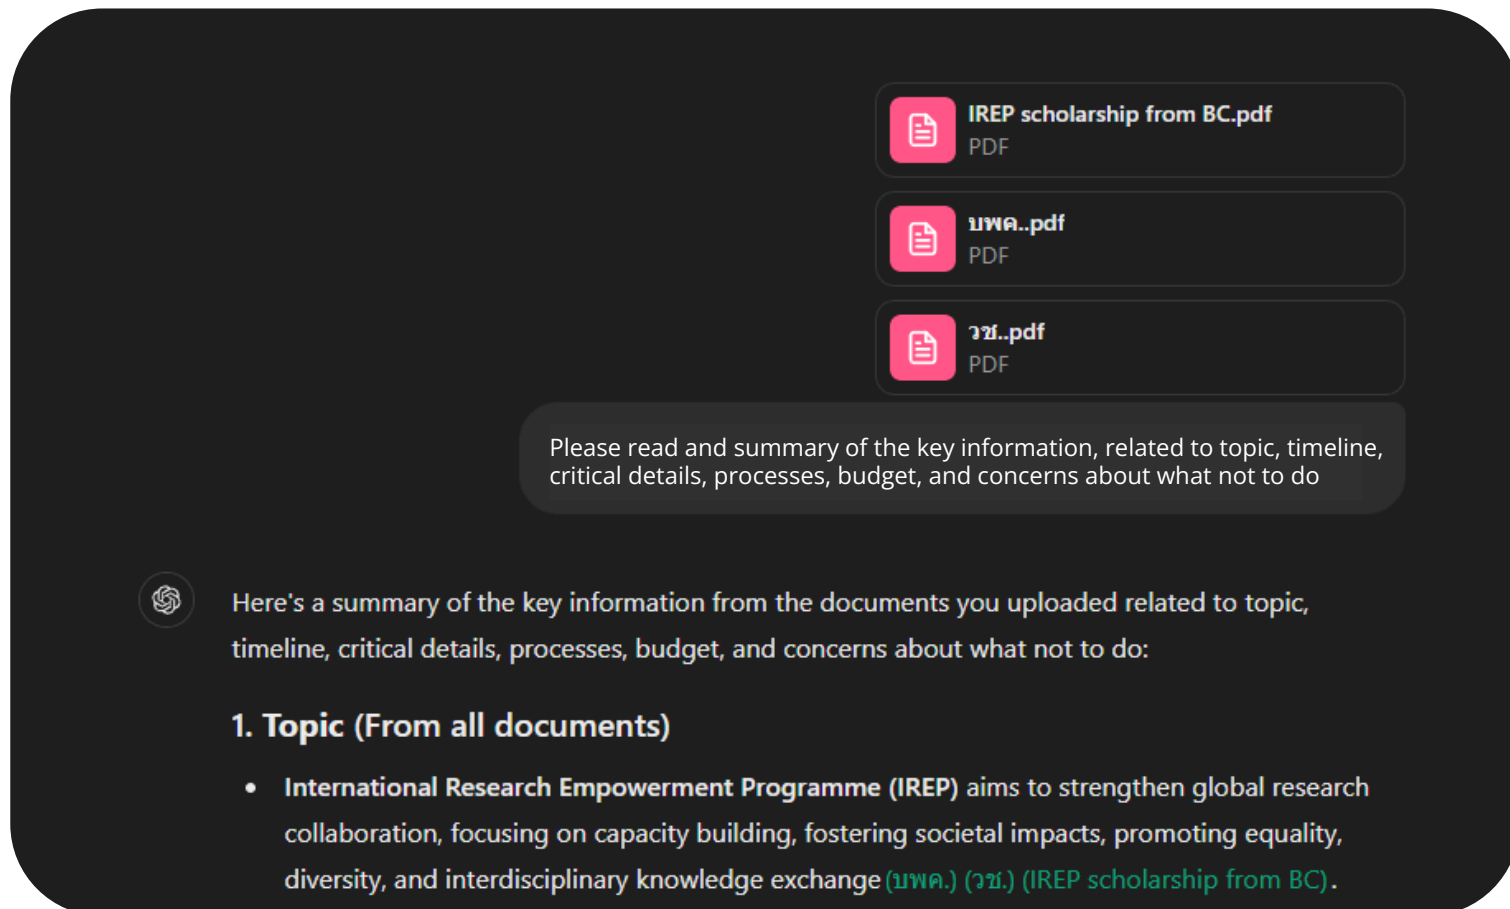 IREP scholarship from BC.pdf
PDF
บพค..pdf
PDF
วช..pdf
PDF
Please read and summary of the key information, related to topic, timeline,
critical details, processes, budget, and concerns about what not to do
Here's a summary of the key information from the documents you uploaded related to topic,
timeline, critical details, processes, budget, and concerns about what not to do:
1. Topic (From all documents)
• International Research Empowerment Programme (IREP) aims to strengthen global research
collaboration, focusing on capacity building, fostering societal impacts, promoting equality,
diversity, and interdisciplinary knowledge exchange (บพค.) (วช.) (IREP scholarship from BC).